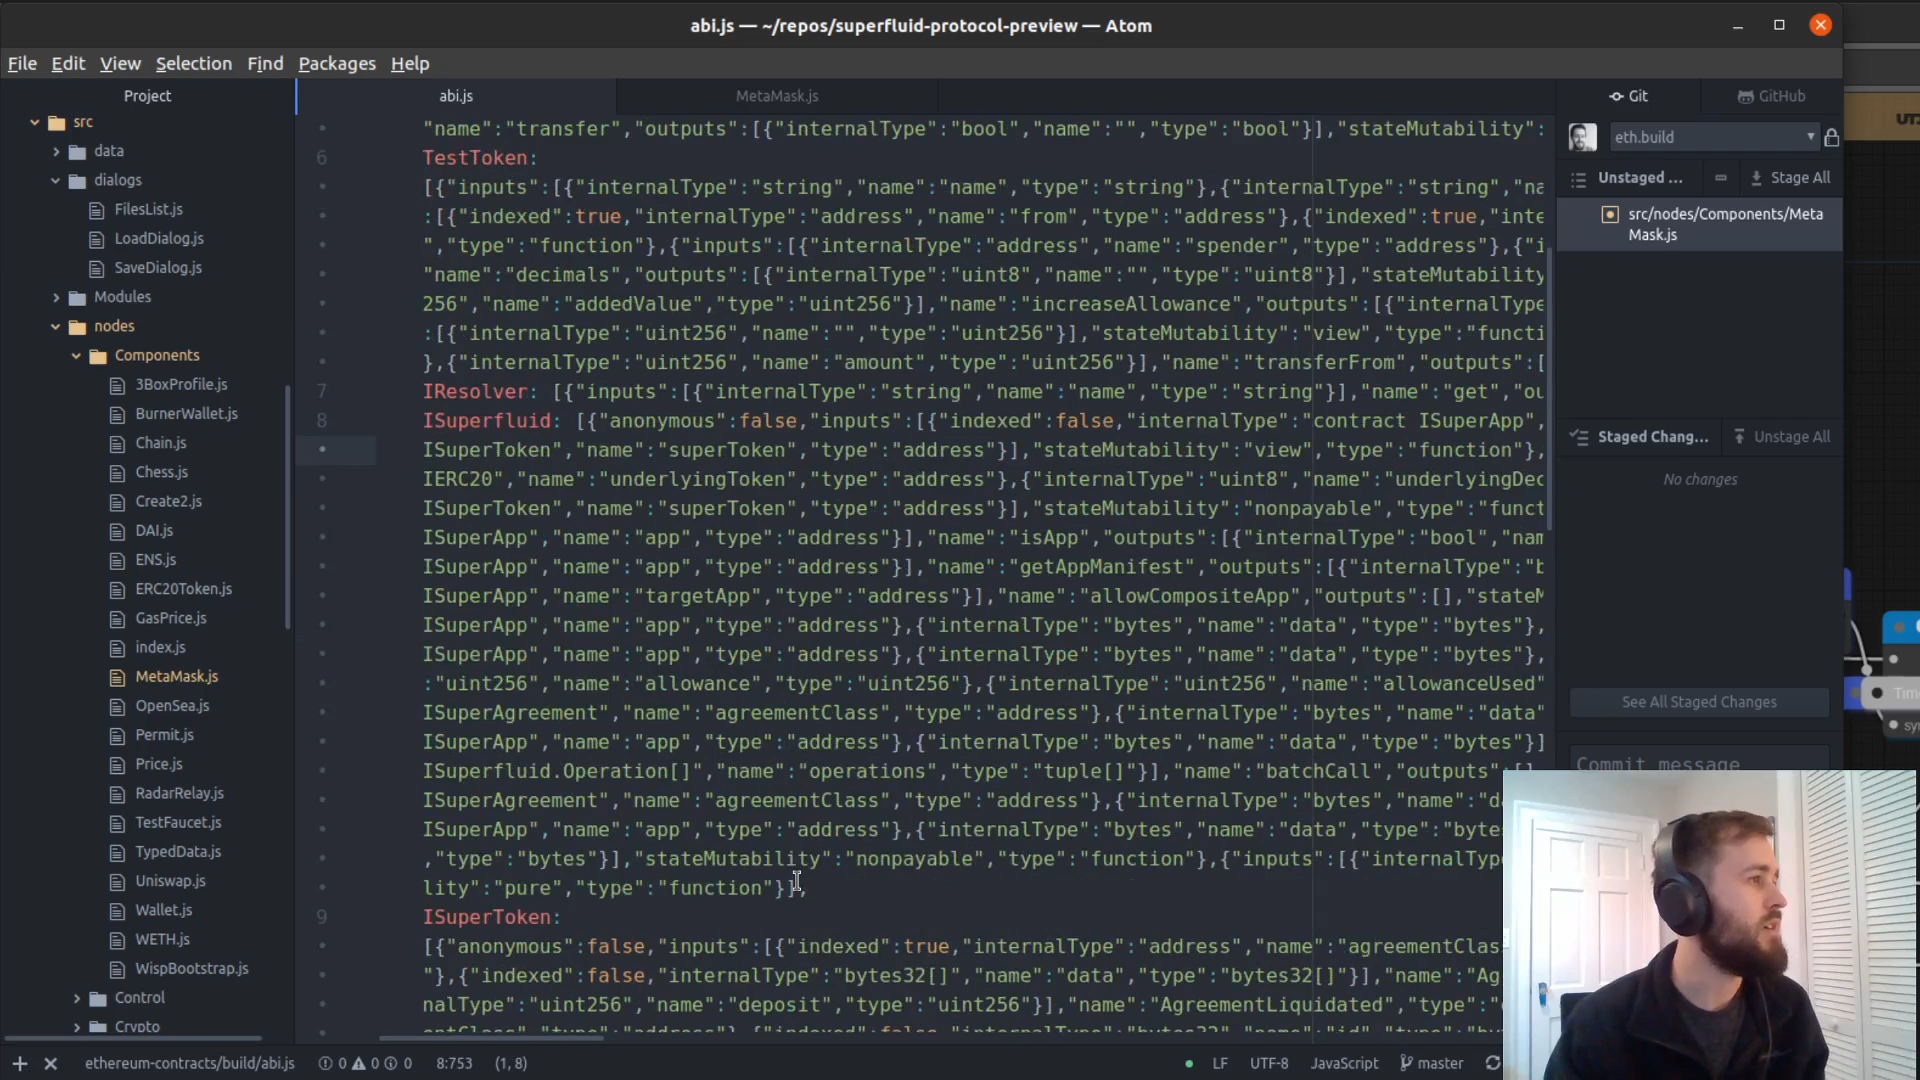 abi.js — ~/repos/superfluid-protocol-preview — Atom
File Edit View Selection Find Packages Help
Project
src
data
dialogs
FilesList.js
LoadDialog.js
SaveDialog.js
Modules
nodes
Components
3BoxProfile.js
BurnerWallet.js
Chain.js
Chess.js
Create2.js
DAI.js
ENS.js
ERC20Token.js
GasPrice.js
index.js
MetaMask.js
OpenSea.js
Permit.js
Price.js
RadarRelay.js
TestFaucet.js
TypedData.js
Uniswap.js
Wallet.js
WETH.js
WispBootstrap.js
Control
Crypto
abi.js MetaMask.js
"name":"transfer","outputs":[{"internalType":"bool","name":"","type":"bool"}],"stateMutability":
6 TestToken:
[{"inputs":[{"internalType":"string","name":"name","type":"string"},{"internalType":"string","na
:[{"indexed":true,"internalType":"address","name":"from","type":"address"},{"indexed":true,"inte
","type":"function"},{"inputs":[{"internalType":"address","name":"spender","type":"address"},{"i
"name":"decimals","outputs":[{"internalType":"uint8","name":"","type":"uint8"}],"stateMutability
256","name":"addedValue","type":"uint256"}],"name":"increaseAllowance","outputs":[{"internalType
:[{"internalType":"uint256","name":"","type":"uint256"}],"stateMutability":"view","type":"functi
},{"internalType":"uint256","name":"amount","type":"uint256"}],"name":"transferFrom","outputs":[
7 IResolver: [{"inputs":[{"internalType":"string","name":"name","type":"string"}],"name":"get","ou
8 ISuperfluid: [{"anonymous":false,"inputs":[{"indexed":false,"internalType":"contract ISuperApp",
ISuperToken","name":"superToken","type":"address"}],"stateMutability":"view","type":"function"},
IERC20","name":"underlyingToken","type":"address"},{"internalType":"uint8","name":"underlyingDec
ISuperToken","name":"superToken","type":"address"}],"stateMutability":"nonpayable","type":"funct
ISuperApp","name":"app","type":"address"}],"name":"isApp","outputs":[{"internalType":"bool","nam
ISuperApp","name":"app","type":"address"}],"name":"getAppManifest","outputs":[{"internalType":"b
ISuperApp","name":"targetApp","type":"address"}],"name":"allowCompositeApp","outputs":[],"stateM
ISuperApp","name":"app","type":"address"},{"internalType":"bytes","name":"data","type":"bytes"},
ISuperApp","name":"app","type":"address"},{"internalType":"bytes","name":"data","type":"bytes"},
:"uint256","name":"allowance","type":"uint256"},{"internalType":"uint256","name":"allowanceUsed"
ISuperAgreement","name":"agreementClass","type":"address"},{"internalType":"bytes","name":"data"
ISuperApp","name":"app","type":"address"},{"internalType":"bytes","name":"data","type":"bytes"}]
ISuperfluid.Operation[]","name":"operations","type":"tuple[]"}],"name":"batchCall","outputs":[]
ISuperAgreement","name":"agreementClass","type":"address"},{"internalType":"bytes","name":"da
ISuperApp","name":"app","type":"address"},{"internalType":"bytes","name":"data","type":"bytes
,"type":"bytes"}],"stateMutability":"nonpayable","type":"function"},{"inputs":[{"internalType
lity":"pure","type":"function"}],
9 ISuperToken:
[{"anonymous":false,"inputs":[{"indexed":true,"internalType":"address","name":"agreementClass
"},{"indexed":false,"internalType":"bytes32[]","name":"data","type":"bytes32[]"}],"name":"Ag
nalType":"uint256","name":"deposit","type":"uint256"}],"name":"AgreementLiquidated","type":"
Git GitHub
eth.build
Unstaged ... Stage All
src/nodes/Components/Meta
Mask.js
Staged Chang... Unstage All
No changes
See All Staged Changes
Commit message
ethereum-contracts/build/abi.js 0 0 0 8:753 (1, 8) LF UTF-8 JavaScript master